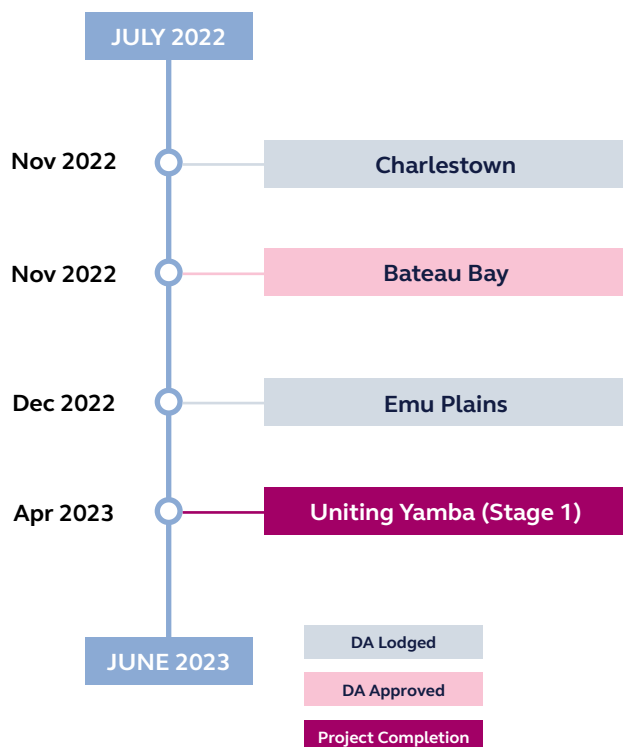 JULY 2022
Nov 2022
Charlestown
Nov 2022
Bateau Bay
Dec 2022
Emu Plains
Apr 2023
Uniting Yamba (Stage 1)
JUNE 2023
DA Lodged
DA Approved
Project Completion